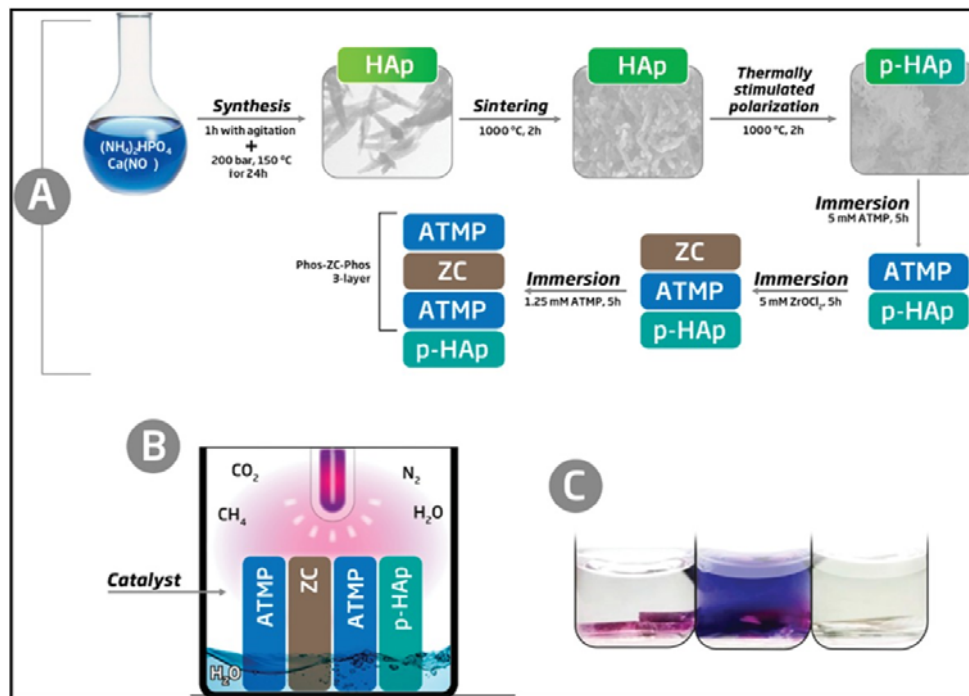 A
(NH₄)₂HPO₄
Ca(NO )
Synthesis
1h with agitation
+
200 bar, 150 ºC
for 24h
HAp
Sintering
1000 ºC, 2h
HAp
Thermally
stimulated
polarization
1000 ºC, 2h
p-HAp
Immersion
5 mM ATMP, 5h
ATMP
p-HAp
Immersion
5 mM ZrOCl₂, 5h
ZC
ATMP
p-HAp
Immersion
1.25 mM ATMP, 5h
Phos-ZC-Phos
3-layer
ATMP
ZC
ATMP
p-HAp
B
CO₂
N₂
CH₄
H₂O
Catalyst
ATMP
ZC
ATMP
p-HAp
H₂O
C